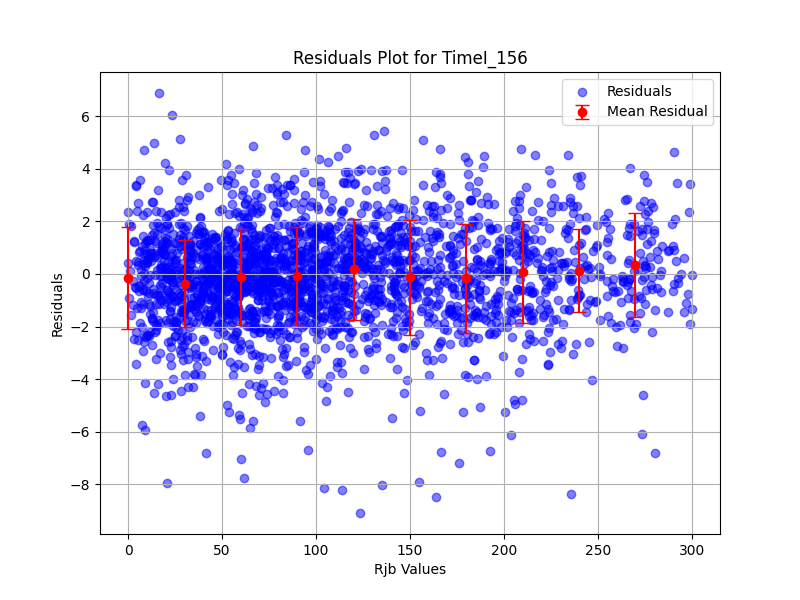 Residuals Plot for TimeI_156
Residuals
Mean Residual
6
4
2
0
−2
−4
−6
−8
Residuals
0 50 100 150 200 250 300
Rjb Values